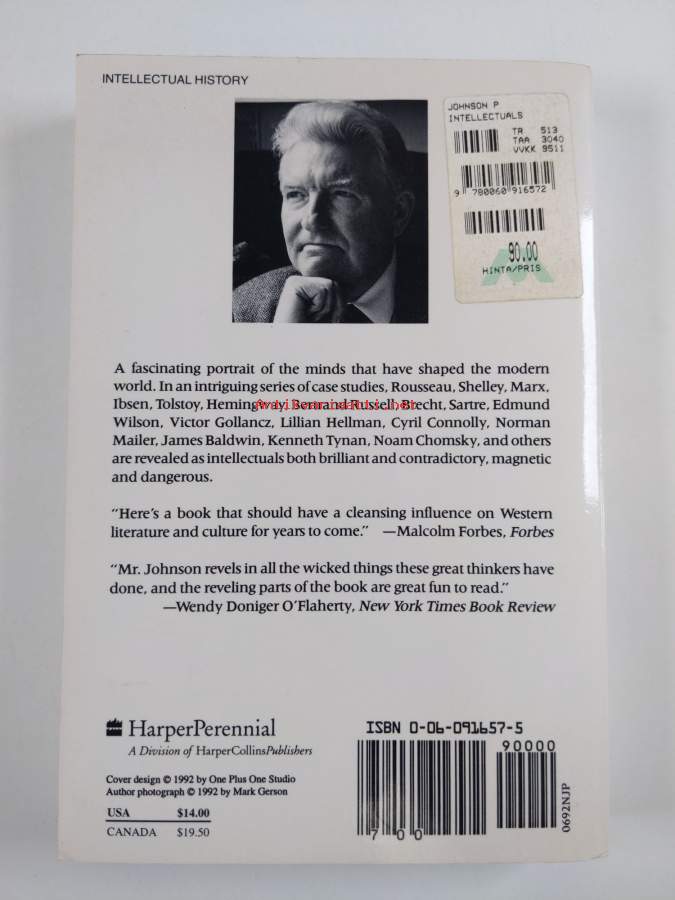 INTELLECTUAL HISTORY
JOHNSON P
INTELLECTUALS
TR 513
TAA 3040
VVKK 9511
9 780060 916572
90.00
HINTA/PRIS
A fascinating portrait of the minds that have shaped the modern
world. In an intriguing series of case studies, Rousseau, Shelley, Marx,
Ibsen, Tolstoy, Hemingway, Bertrand Russell, Brecht, Sartre, Edmund
Wilson, Victor Gollancz, Lillian Hellman, Cyril Connolly, Norman
Mailer, James Baldwin, Kenneth Tynan, Noam Chomsky, and others
are revealed as intellectuals both brilliant and contradictory, magnetic
and dangerous.
"Here's a book that should have a cleansing influence on Western
literature and culture for years to come." —Malcolm Forbes, Forbes
"Mr. Johnson revels in all the wicked things these great thinkers have
done, and the reveling parts of the book are great fun to read."
—Wendy Doniger O'Flaherty, New York Times Book Review
HarperPerennial
A Division of HarperCollinsPublishers
Cover design © 1992 by One Plus One Studio
Author photograph © 1992 by Mark Gerson
USA $14.00
CANADA $19.50
ISBN 0-06-091657-5
90000
7 00
0692NJP